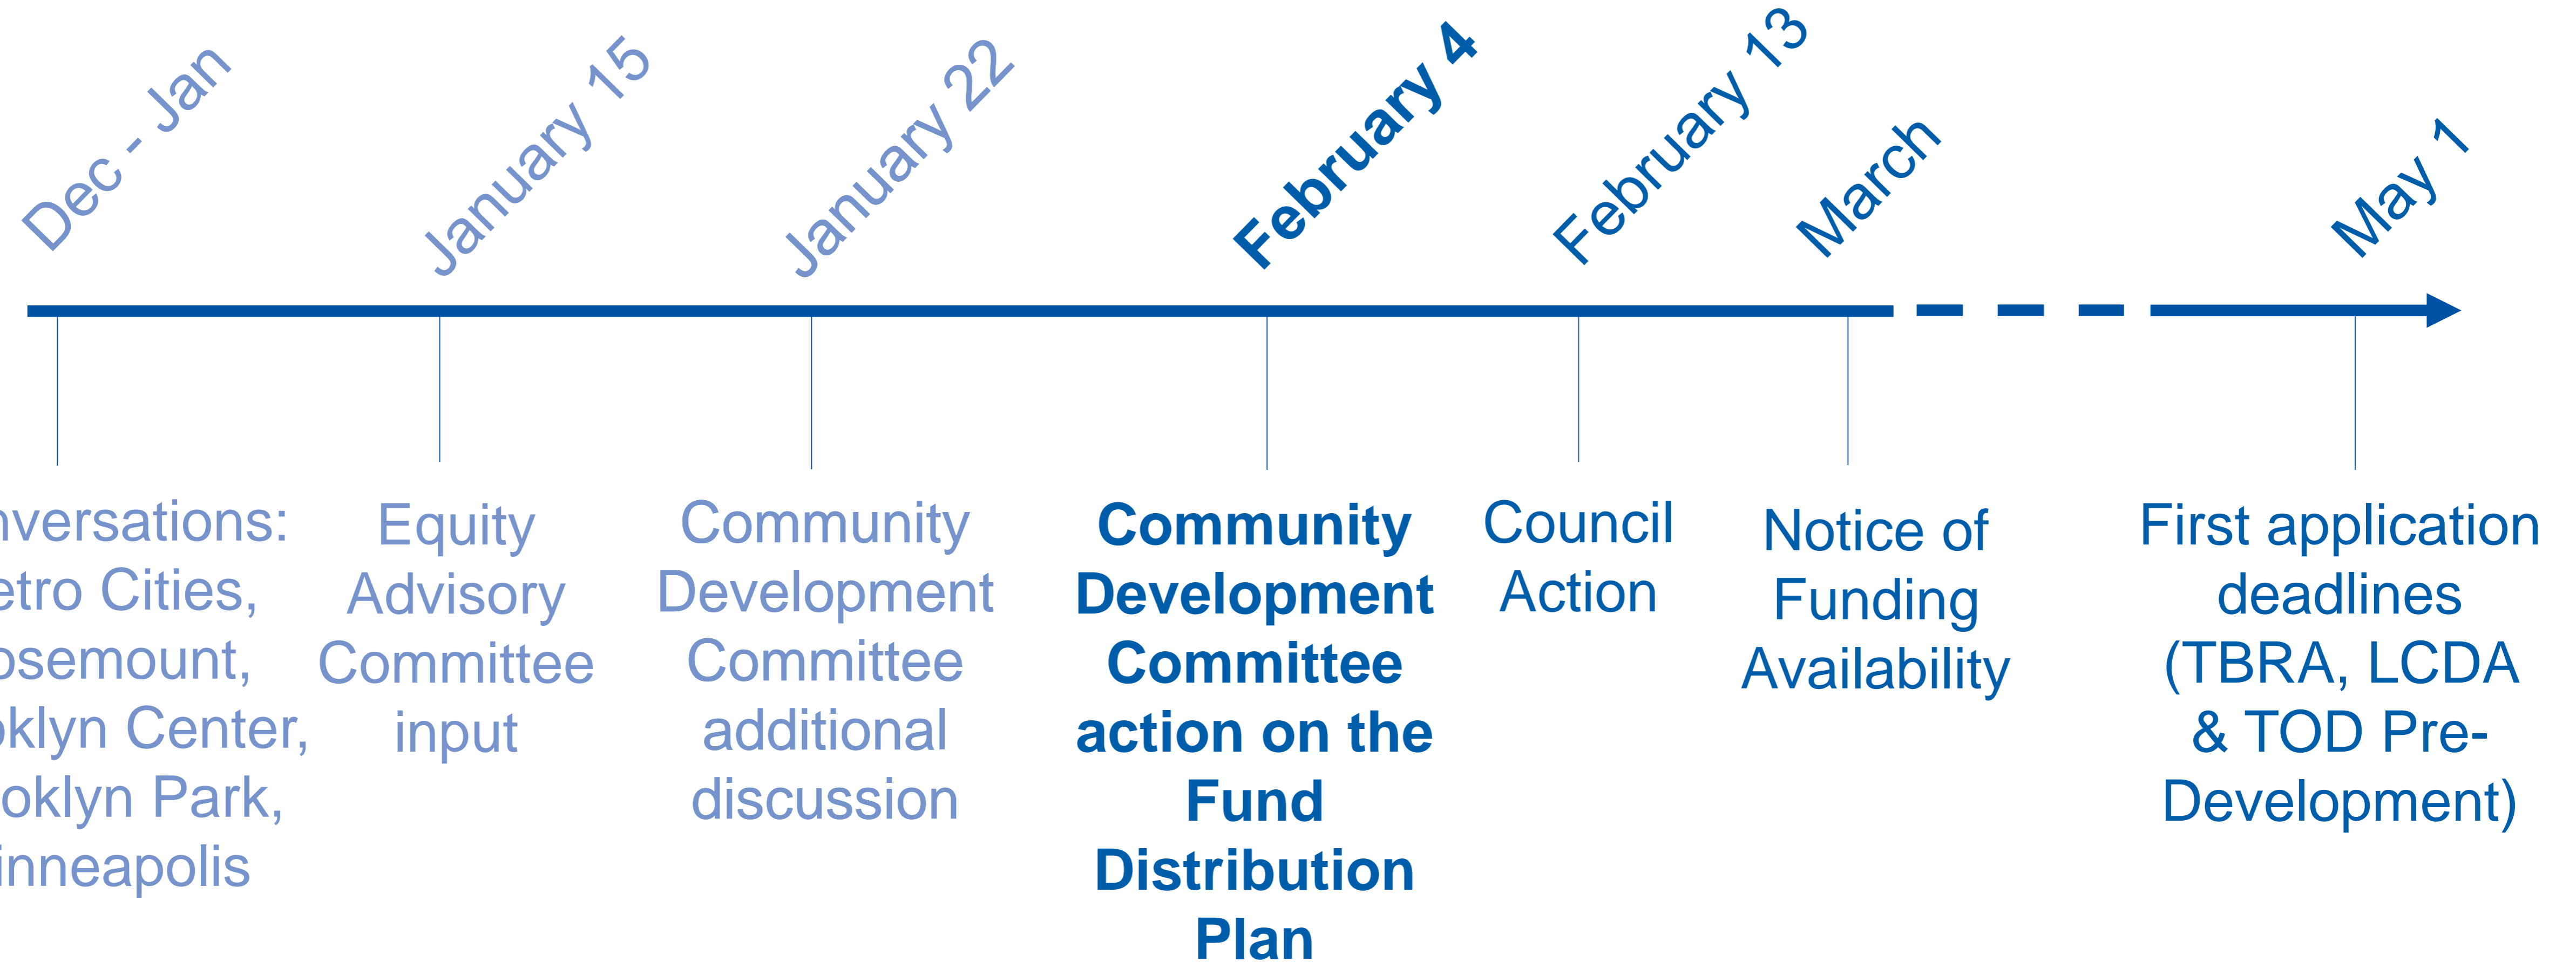 Dec - Jan
January 15
January 22
February 4
February 13
March
May 1
nversations:
etro Cities,
osemount,
oklyn Center,
oklyn Park,
inneapolis
Equity
Advisory
Committee
input
Community
Development
Committee
additional
discussion
Community
Development
Committee
action on the
Fund
Distribution
Plan
Council
Action
Notice of
Funding
Availability
First application
deadlines
(TBRA, LCDA
& TOD Pre-
Development)